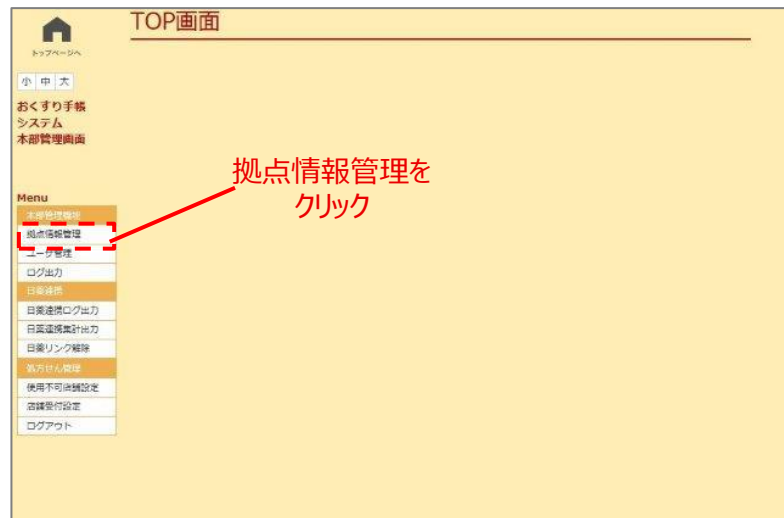 TOP画面
トップページへ
小 中 大
おくすり手帳
システム
本部管理画面
拠点情報管理を
クリック
Menu
本部管理機能
拠点情報管理
ユーザ管理
ログ出力
日薬連携
日薬連携ログ出力
日薬連携集計出力
日薬リンク解除
処方せん管理
使用不可店舗設定
店舗受付設定
ログアウト